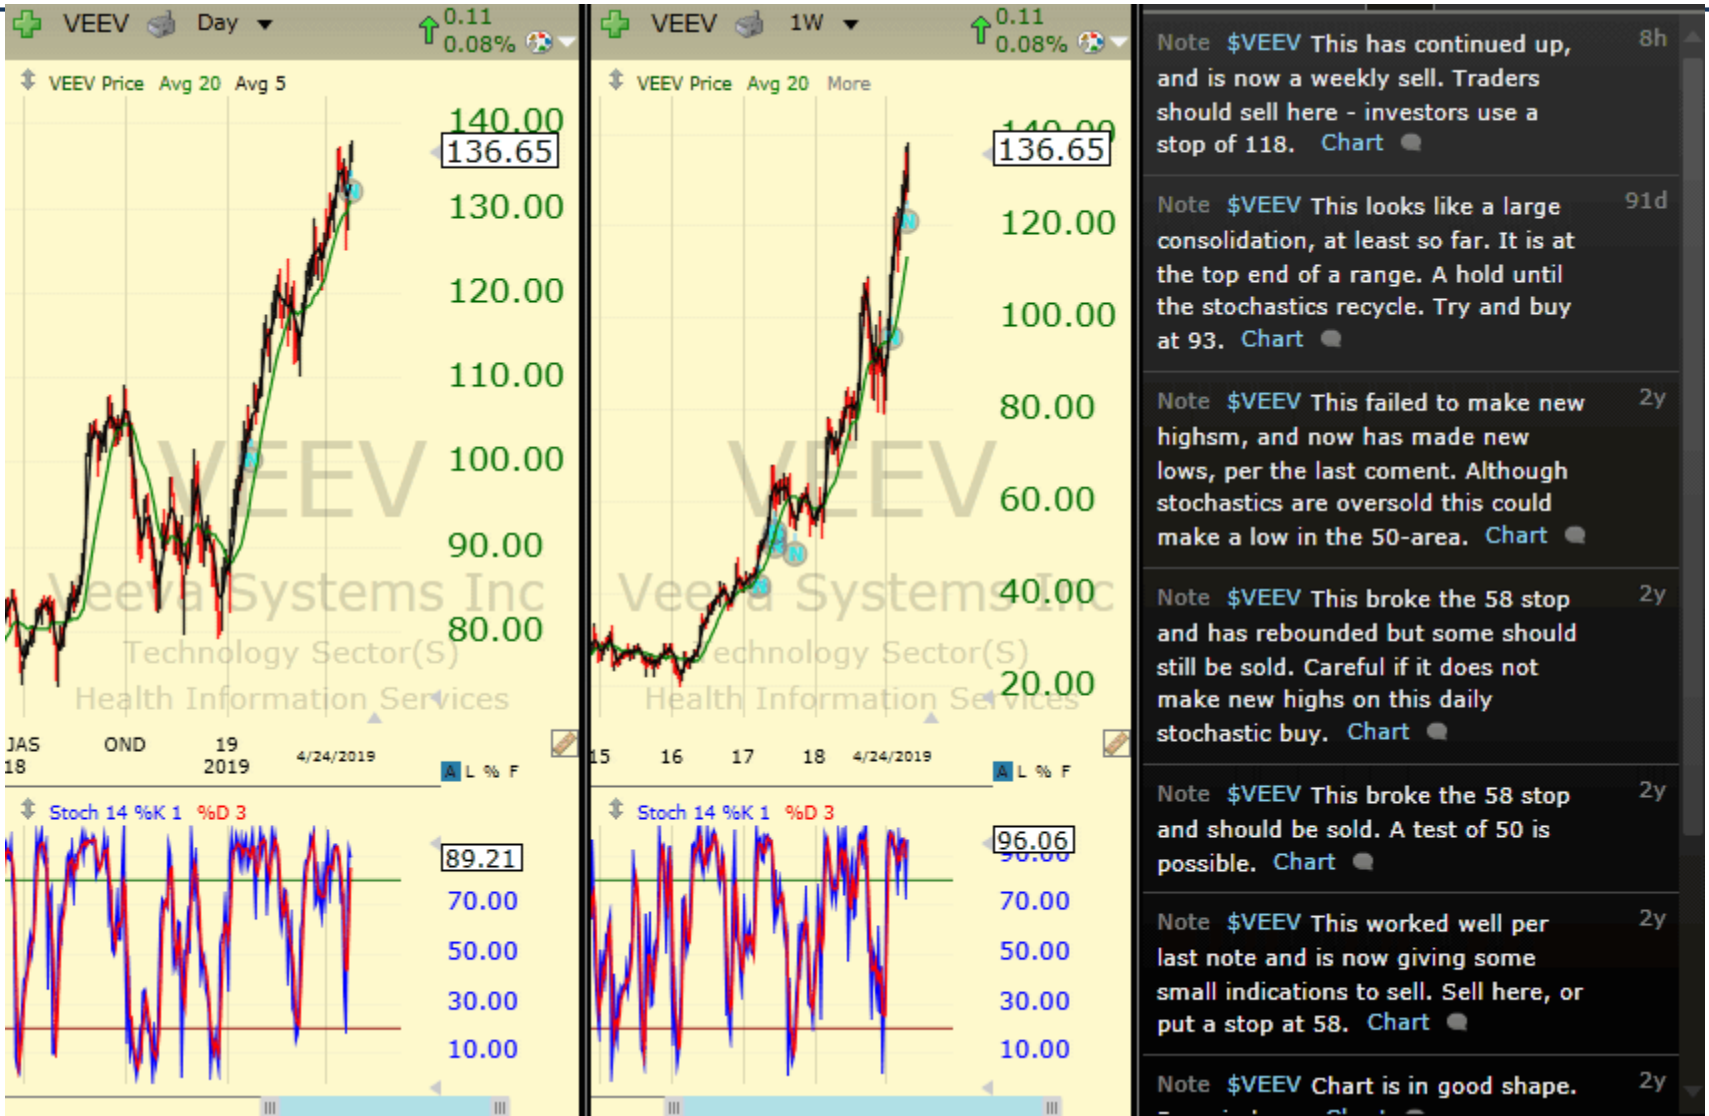 VEEV Day 0.11
0.08%
VEEV Price Avg 20 Avg 5
140.00
136.65
130.00
120.00
110.00
100.00
90.00
80.00
N
N
VEEV
Veeva Systems Inc
Technology Sector(S)
Health Information Services
JAS OND 19 4/24/2019
18 2019
A L % F
Stoch 14 %K 1 %D 3
89.21
70.00
50.00
30.00
10.00
VEEV 1W 0.11
0.08%
VEEV Price Avg 20 More
140.00
136.65
120.00
100.00
80.00
60.00
40.00
20.00
N
N
N
N
VEEV
Veeva Systems Inc
Technology Sector(S)
Health Information Services
15 16 17 18 4/24/2019
A L % F
Stoch 14 %K 1 %D 3
96.06
90.00
70.00
50.00
30.00
10.00
Note $VEEV This has continued up, 8h
and is now a weekly sell. Traders
should sell here - investors use a
stop of 118. Chart
Note $VEEV This looks like a large 91d
consolidation, at least so far. It is at
the top end of a range. A hold until
the stochastics recycle. Try and buy
at 93. Chart
Note $VEEV This failed to make new 2y
highsm, and now has made new
lows, per the last coment. Although
stochastics are oversold this could
make a low in the 50-area. Chart
Note $VEEV This broke the 58 stop 2y
and has rebounded but some should
still be sold. Careful if it does not
make new highs on this daily
stochastic buy. Chart
Note $VEEV This broke the 58 stop 2y
and should be sold. A test of 50 is
possible. Chart
Note $VEEV This worked well per 2y
last note and is now giving some
small indications to sell. Sell here, or
put a stop at 58. Chart
Note $VEEV Chart is in good shape. 2y